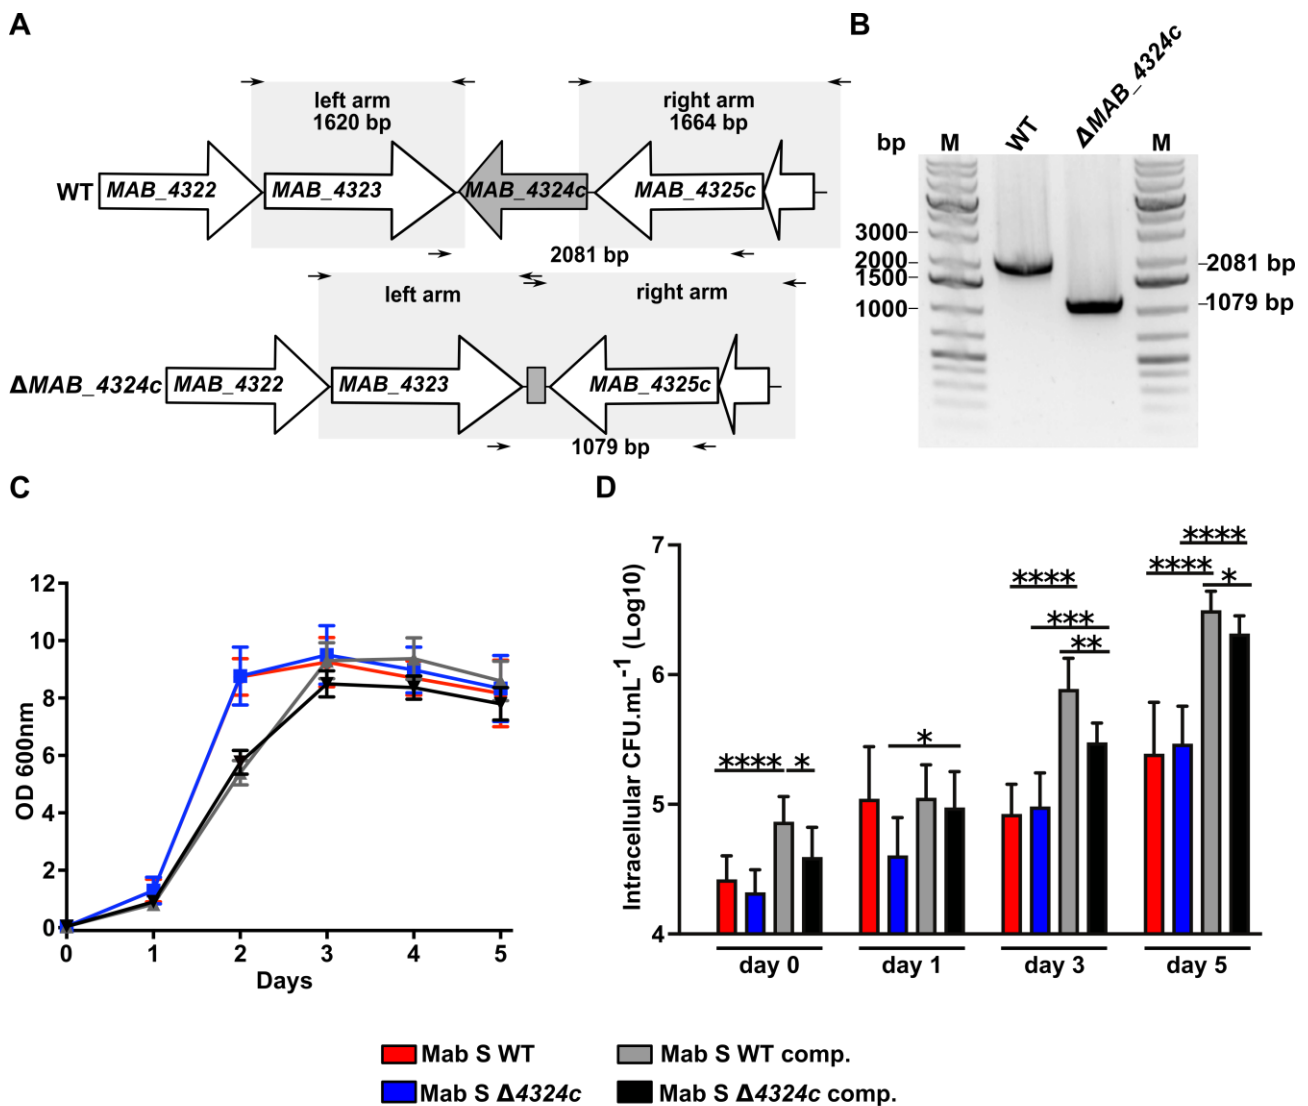 A
left arm
1620 bp
right arm
1664 bp
WT
MAB_4322
MAB_4323
MAB_4324c
MAB_4325c
2081 bp
left arm
right arm
ΔMAB_4324c
MAB_4322
MAB_4323
MAB_4325c
1079 bp
B
bp
M
WT
ΔMAB_4324c
M
3000
2000
1500
1000
2081 bp
1079 bp
C
OD 600nm
12
10
8
6
4
2
0
0 1 2 3 4 5
Days
D
Intracellular CFU.mL-1 (Log10)
7
6
5
4
**** *
*
****
***
**
****
**** *
day 0 day 1 day 3 day 5
Mab S WT
Mab S WT comp.
Mab S Δ4324c
Mab S Δ4324c comp.